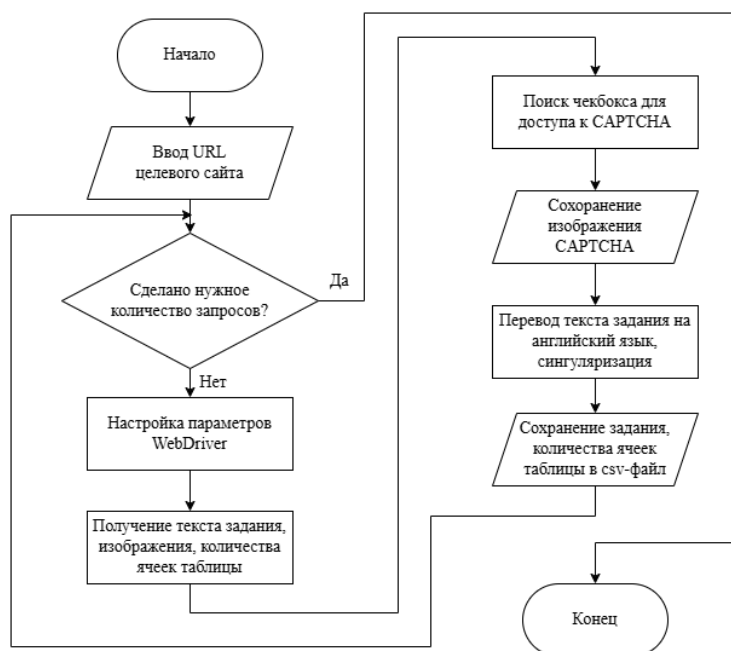 Начало
Ввод URL
целевого сайта
Сделано нужное
количество запросов?
Да
Нет
Настройка параметров
WebDriver
Получение текста задания,
изображения, количества
ячеек таблицы
Поиск чекбокса для
доступа к CAPTCHA
Сохоранение
изображения
CAPTCHA
Перевод текста задания на
английский язык,
сингуляризация
Сохранение задания,
количества ячеек
таблицы в csv-файл
Конец